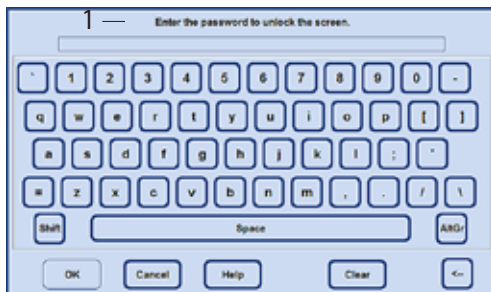 1 — Enter the password to unlock the screen.
` 1 2 3 4 5 6 7 8 9 0 -
q w e r t y u i o p [ ]
a s d f g h j k l ; '
= z x c v b n m , . / \
Shift Space AltGr
OK Cancel Help Clear <--